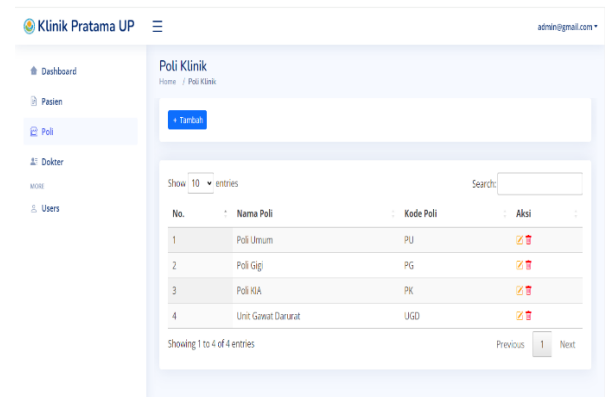 Klinik Pratama UP
admin@gmail.com
Dashboard
Pasien
Poli
Dokter
MORE
Users
Poli Klinik
Home / Poli Klinik
+ Tambah
Show 10 entries
Search:
No. Nama Poli Kode Poli Aksi
1 Poli Umum PU
2 Poli Gigi PG
3 Poli KIA PK
4 Unit Gawat Darurat UGD
Showing 1 to 4 of 4 entries
Previous 1 Next